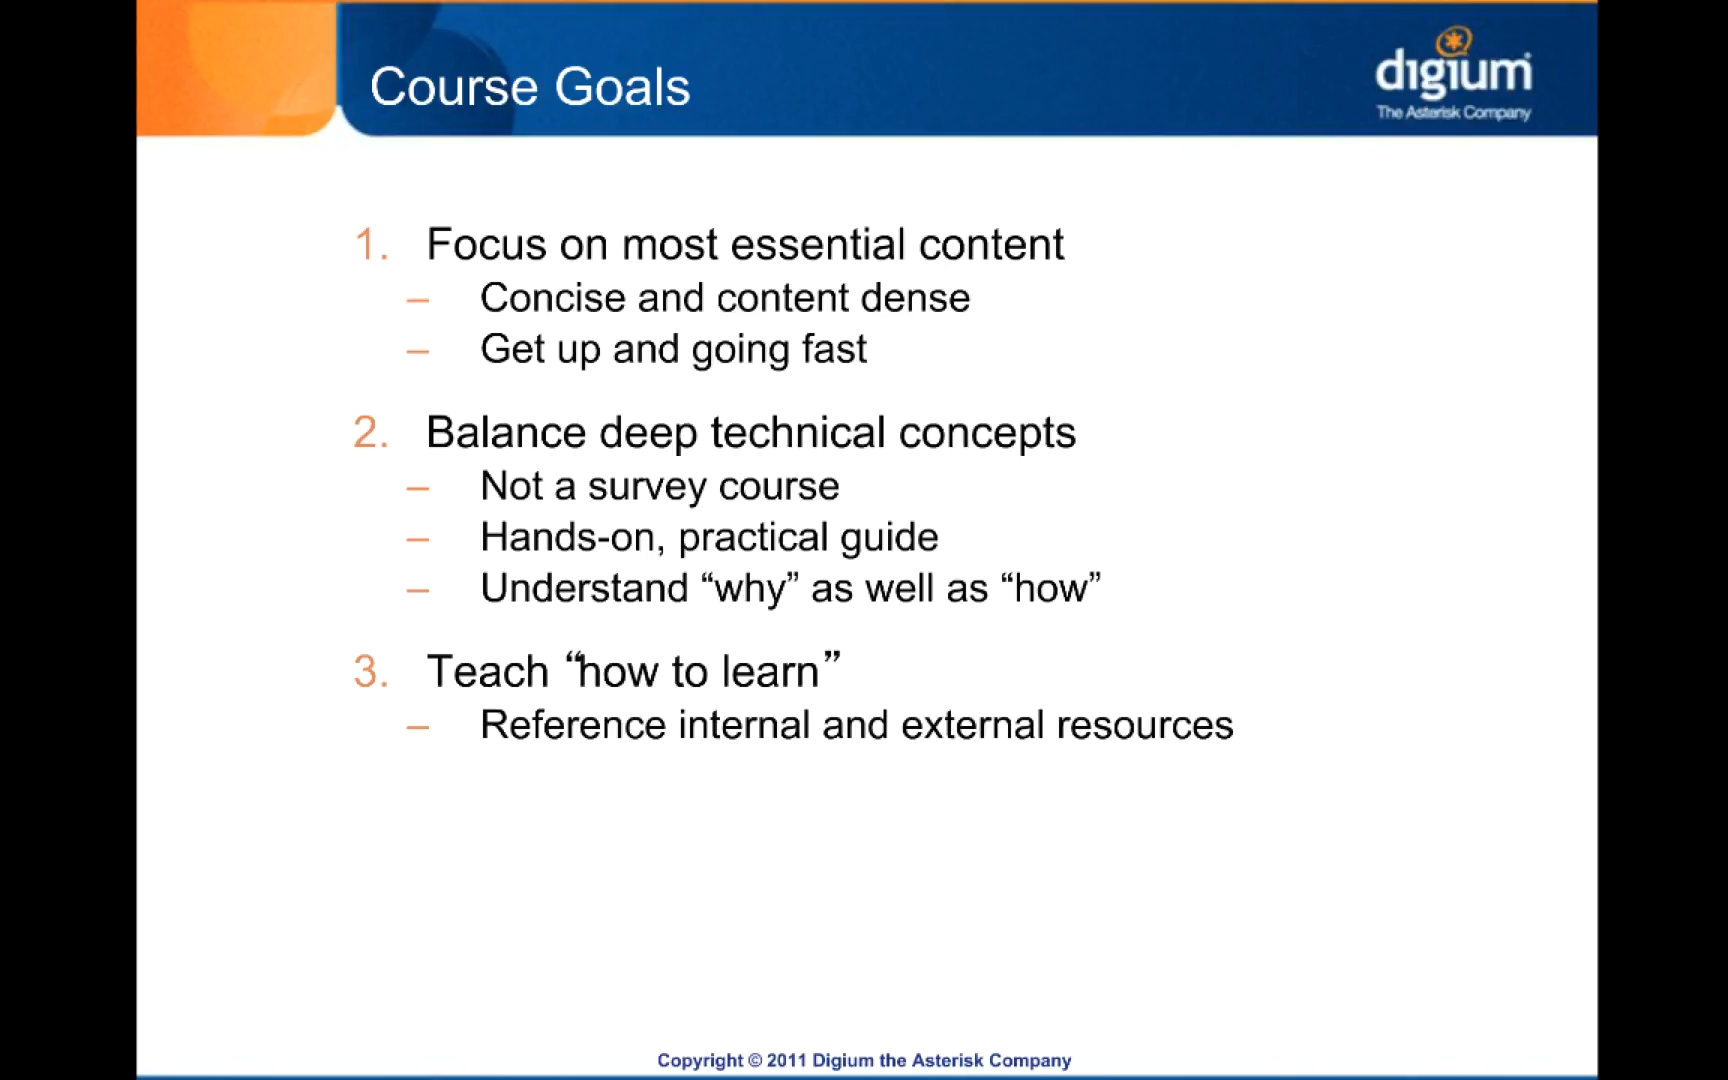 Course Goals
digium
The Asterisk Company
1. Focus on most essential content
– Concise and content dense
– Get up and going fast
2. Balance deep technical concepts
– Not a survey course
– Hands-on, practical guide
– Understand “why” as well as “how”
3. Teach “how to learn”
– Reference internal and external resources
Copyright © 2011 Digium the Asterisk Company